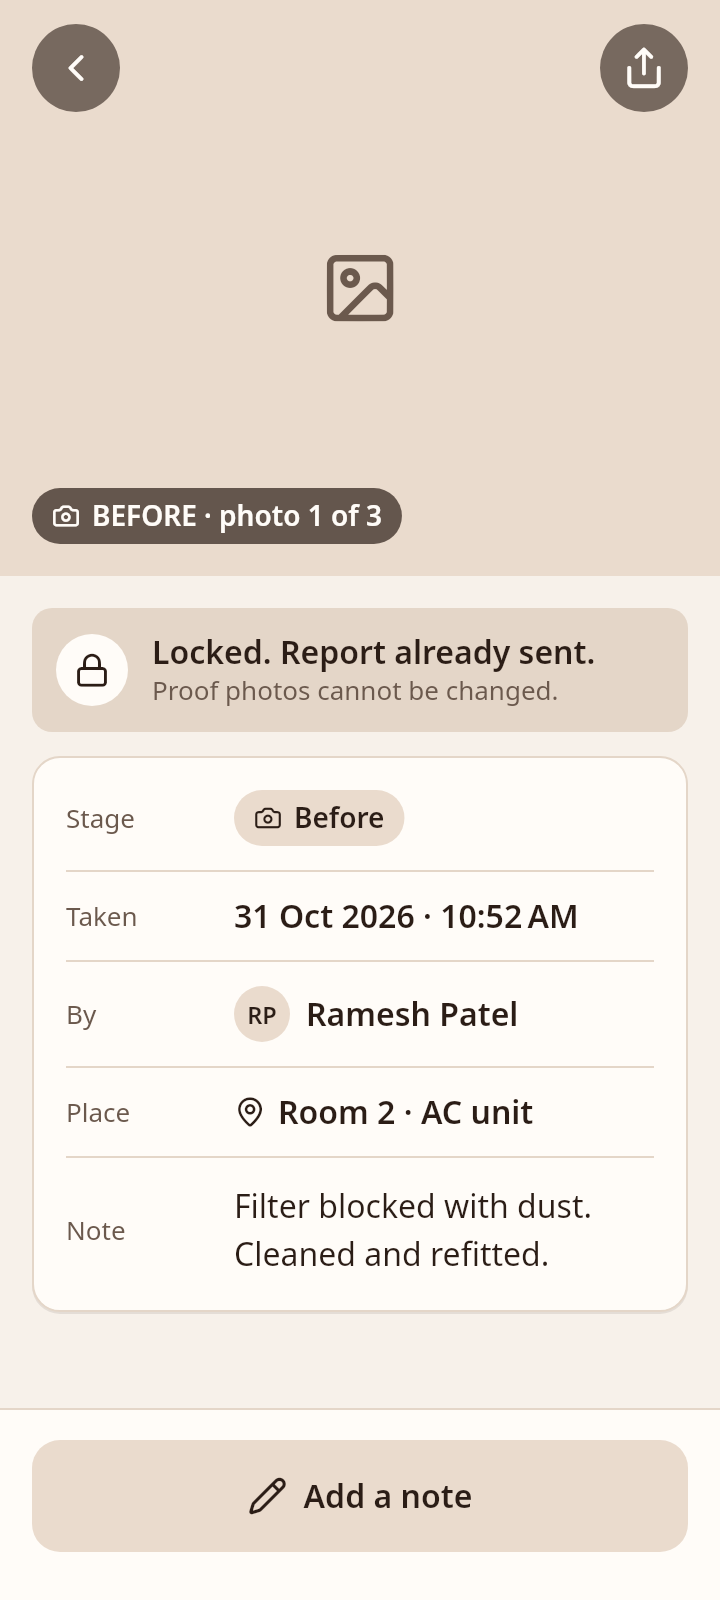 BEFORE · photo 1 of 3
Locked. Report already sent.
Proof photos cannot be changed.
Stage
Before
Taken
31 Oct 2026 · 10:52 AM
By
RP
Ramesh Patel
Place
Room 2 · AC unit
Note
Filter blocked with dust.
Cleaned and refitted.
Add a note